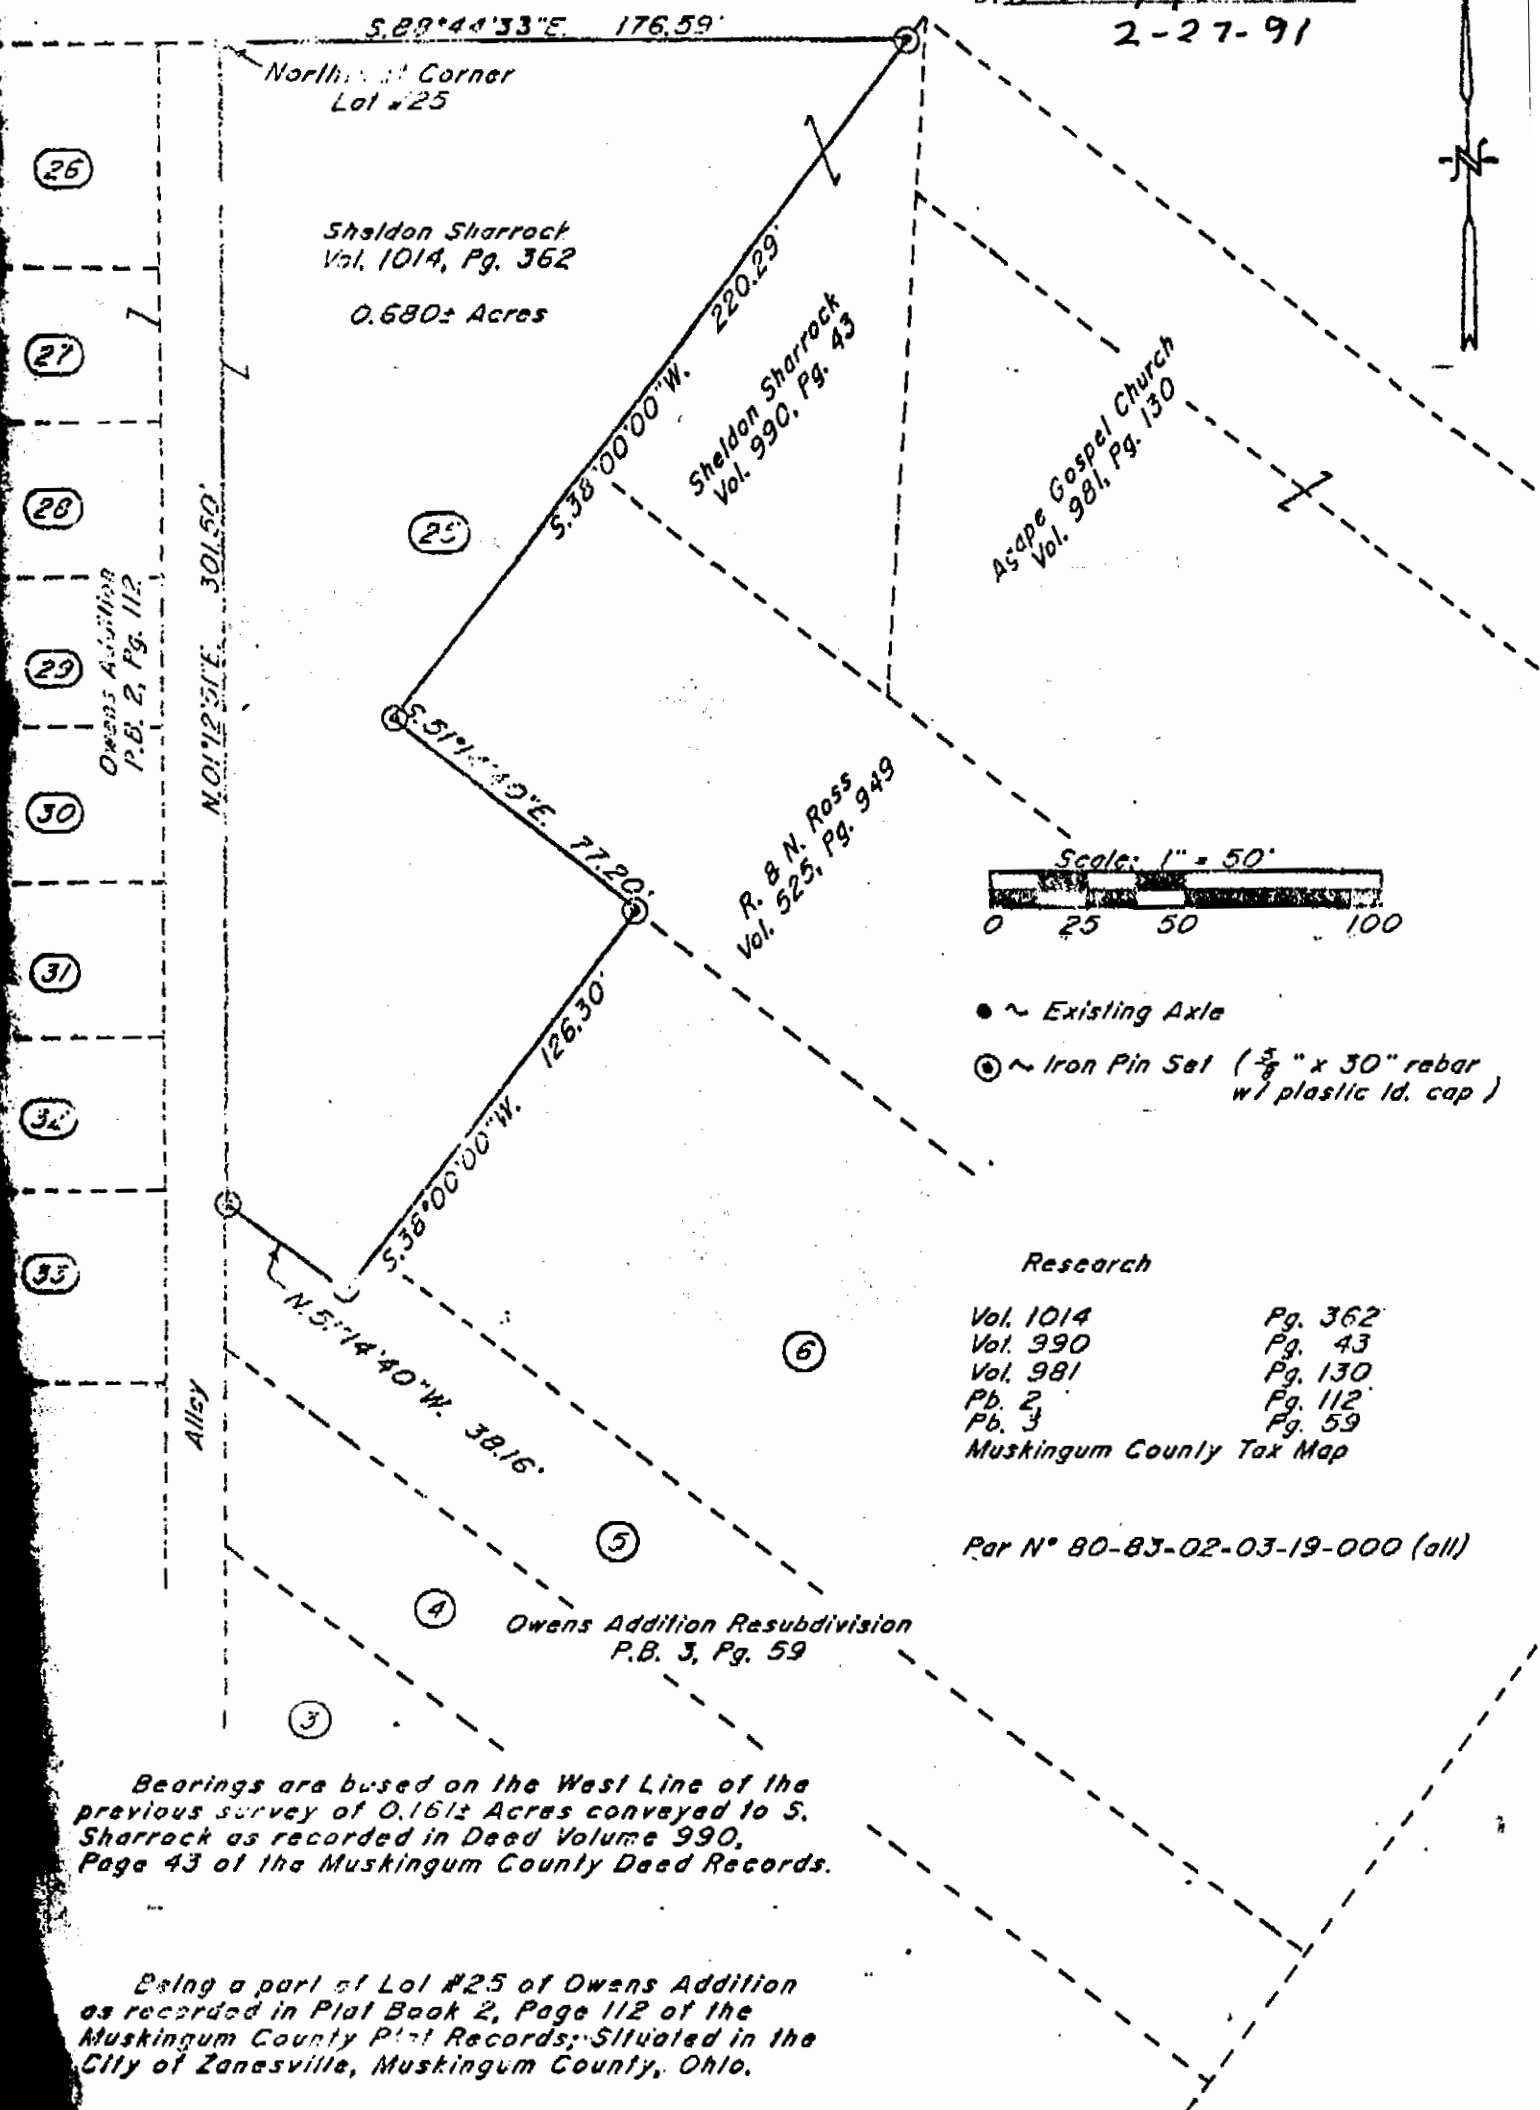 2-27-91
S.88°44'33"E. 176.59'
Corner
Lot #25
N
26
27
28
29
30
31
32
33
Sheldon Sharrock
Vol. 1014, Pg. 362
0.680± Acres
25
S.38°00'00"W. 220.29'
Sheldon Sharrock
Vol. 990, Pg. 43
Agape Gospel Church
Vol. 981, Pg. 130
Owens Addition
P.B. 2, Pg. 112
N.01°12'51"E. 301.50'
S.51°14'40"E. 77.20'
R. & N. Ross
Vol. 525, Pg. 949
Scale: 1" = 50'
0 25 50 100
S.38°00'00"W. 126.30'
● ~ Existing Axle
~ Iron Pin Set (5/8" x 30" rebar
w/ plastic Id. cap)
N.51°14'40"W. 38.16'
Alley
6
5
4
3
Research
Vol. 1014 Pg. 362
Vol. 990 Pg. 43
Vol. 981 Pg. 130
Pb. 2 Pg. 112
Pb. 3 Pg. 59
Muskingum County Tax Map
Par Nº 80-83-02-03-19-000 (all)
Owens Addition Resubdivision
P.B. 3, Pg. 59
Bearings are based on the West Line of the
previous survey of 0.161± Acres conveyed to S.
Sharrock as recorded in Deed Volume 990,
Page 43 of the Muskingum County Deed Records.
Being a part of Lot #25 of Owens Addition
as recorded in Plat Book 2, Page 112 of the
Muskingum County Plat Records; Situated in the
City of Zanesville, Muskingum County, Ohio.